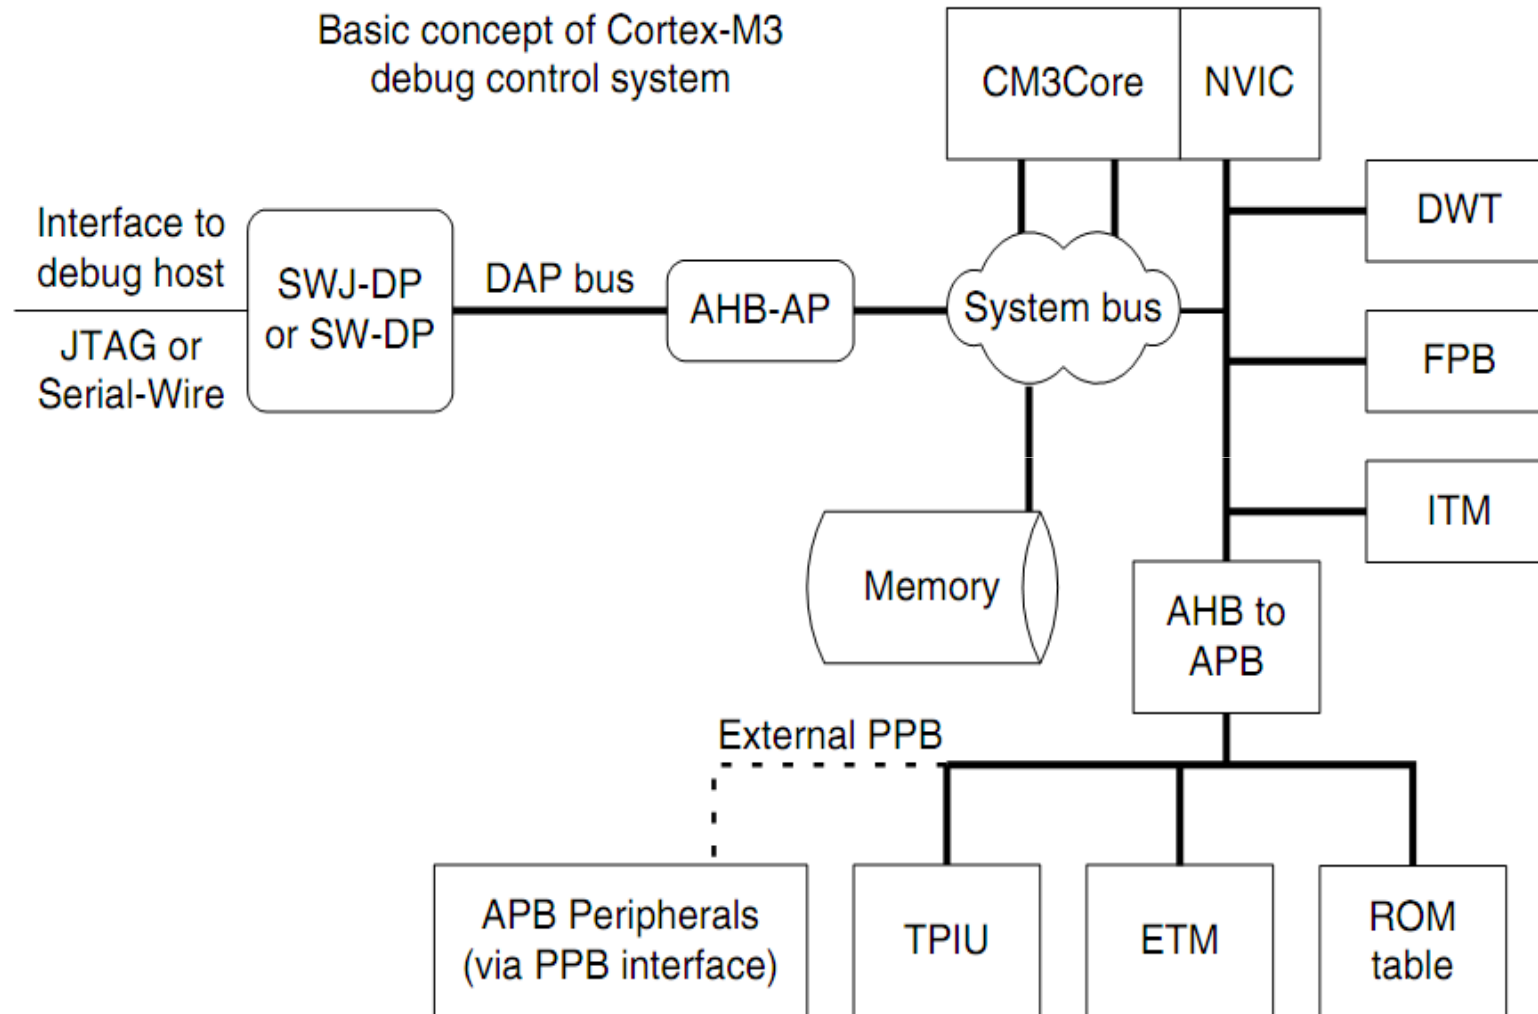 Basic concept of Cortex-M3
debug control system
CM3Core
NVIC
DWT
Interface to
debug host
JTAG or
Serial-Wire
SWJ-DP
or SW-DP
DAP bus
AHB-AP
System bus
FPB
ITM
Memory
AHB to
APB
External PPB
APB Peripherals
(via PPB interface)
TPIU
ETM
ROM
table